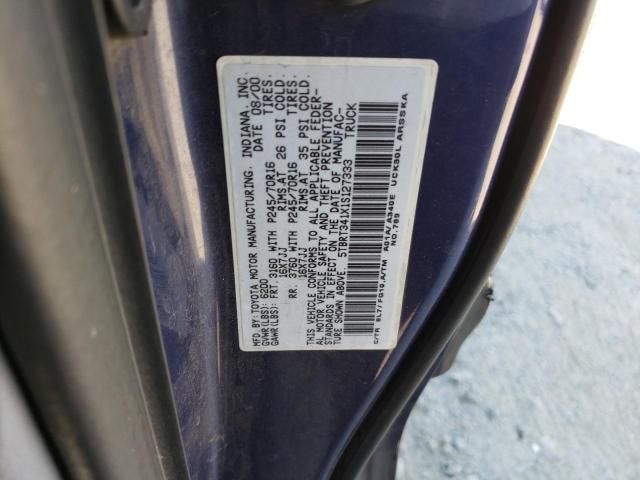 MFD.BY:TOYOTA MOTOR MANUFACTURING, INDIANA, INC.
GVWR(LBS): 6200 DATE 08/00
GAWR(LBS): FRT. 3160 WITH P245/70R16 TIRES.
16X7JJ RIMS.AT 26 PSI COLD.
RR. 3760 WITH P245/70R16 TIRES.
16X7JJ RIMS.AT 35 PSI COLD.
THIS VEHICLE CONFORMS TO ALL APPLICABLE FEDER-
AL MOTOR VEHICLE SAFETY AND THEFT PREVENTION
STANDARDS IN EFFECT ON THE DATE OF MANUFAC-
TURE SHOWN ABOVE. 5TBRT341X1S127333 TRUCK
C/TR 8L7/FG19,A/TM A01A/A340E UCK30L ARSSKA
NO.789